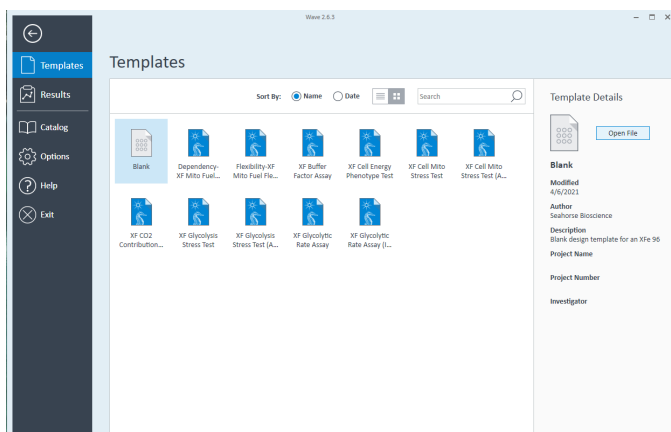 Wave 2.6.3
Templates
Results
Catalog
Options
Help
Exit
Templates
Sort By: Name Date Search
Blank
Dependency-
XF Mito Fuel...
Flexibility-XF
Mito Fuel Fle...
XF Buffer
Factor Assay
XF Cell Energy
Phenotype Test
XF Cell Mito
Stress Test
XF Cell Mito
Stress Test (A...
XF CO2
Contribution...
XF Glycolysis
Stress Test
XF Glycolysis
Stress Test (A...
XF Glycolytic
Rate Assay
XF Glycolytic
Rate Assay (I...
Template Details
Open File
Blank
Modified
4/6/2021
Author
Seahorse Bioscience
Description
Blank design template for an XFe 96
Project Name
Project Number
Investigator